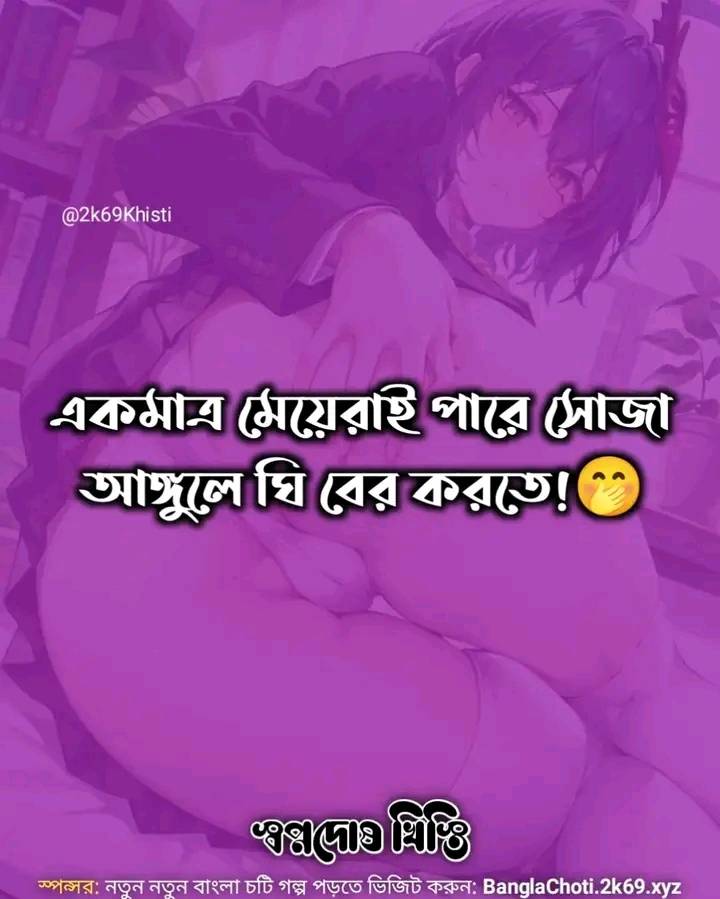 @2k69Khisti
একমাত্র মেয়েরাই পারে সোজা
আঙ্গুলে ঘি বের করতে!🤭
স্বপ্নদোষ খিস্তি
স্পন্সর: নতুন নতুন বাংলা চটি গল্প পড়তে ভিজিট করুন: BanglaChoti.2k69.xyz